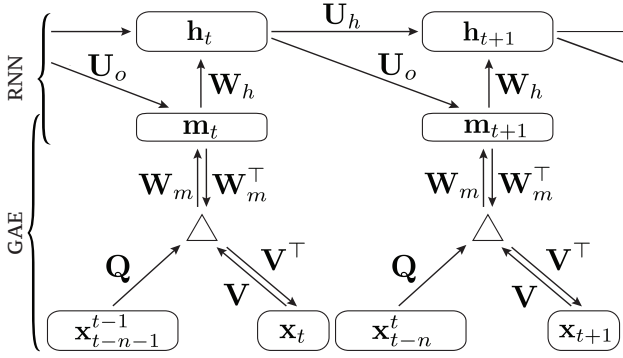 U_h
h_t h_{t+1}
RNN
U_o U_o
W_h W_h
m_t m_{t+1}
W_m W_m^⊤ W_m W_m^⊤
GAE
Q V^⊤ Q V^⊤
V V
x_{t-n-1}^{t-1} x_t x_{t-n}^t x_{t+1}